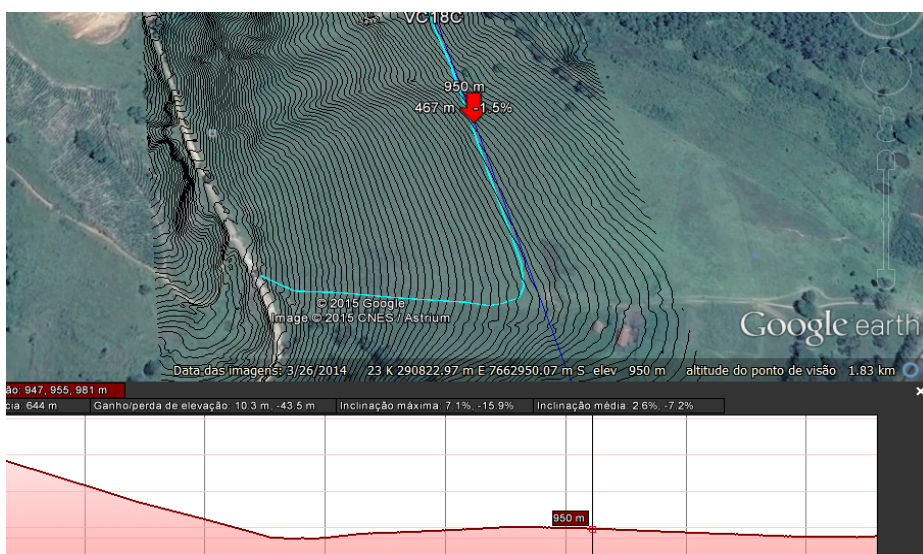 VC18C
950 m
467 m -1.5%
© 2015 Google
Image © 2015 CNES / Astrium
Google earth
Data das imagens: 3/26/2014 23 K 290822.97 m E 7662950.07 m S elev 950 m altitude do ponto de visão 1.83 km
ão: 947, 955, 981 m
cia: 644 m Ganho/perda de elevação: 10.3 m, -43.5 m Inclinação máxima: 7.1%, -15.9% Inclinação média: 2.6%, -7.2%
950 m